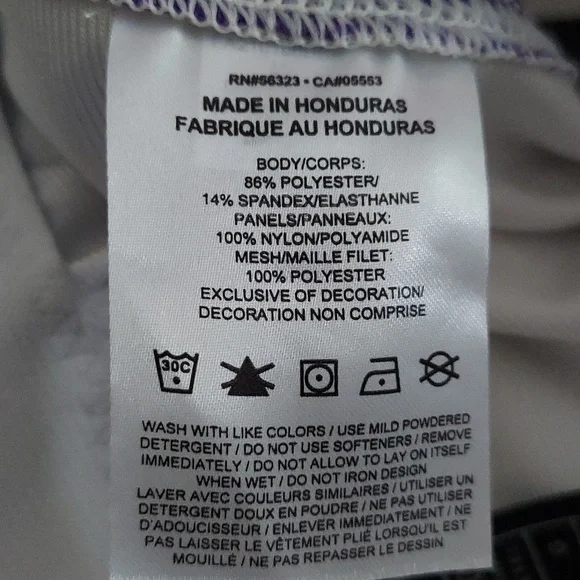 RN#56323 • CA#05553
MADE IN HONDURAS
FABRIQUE AU HONDURAS
BODY/CORPS:
86% POLYESTER/
14% SPANDEX/ELASTHANNE
PANELS/PANNEAUX:
100% NYLON/POLYAMIDE
MESH/MAILLE FILET:
100% POLYESTER
EXCLUSIVE OF DECORATION/
DECORATION NON COMPRISE
30C
WASH WITH LIKE COLORS / USE MILD POWDERED
DETERGENT / DO NOT USE SOFTENERS / REMOVE
IMMEDIATELY / DO NOT ALLOW TO LAY ON ITSELF
WHEN WET / DO NOT IRON DESIGN
LAVER AVEC COULEURS SIMILAIRES / UTILISER UN
DETERGENT DOUX EN POUDRE / NE PAS UTILISER
D'ADOUCISSEUR / ENLEVER IMMEDIATEMENT / NE
PAS LAISSER LE VÊTEMENT PLIÉ LORSQU'IL EST
MOUILLÉ / NE PAS REPASSER LE DESSIN